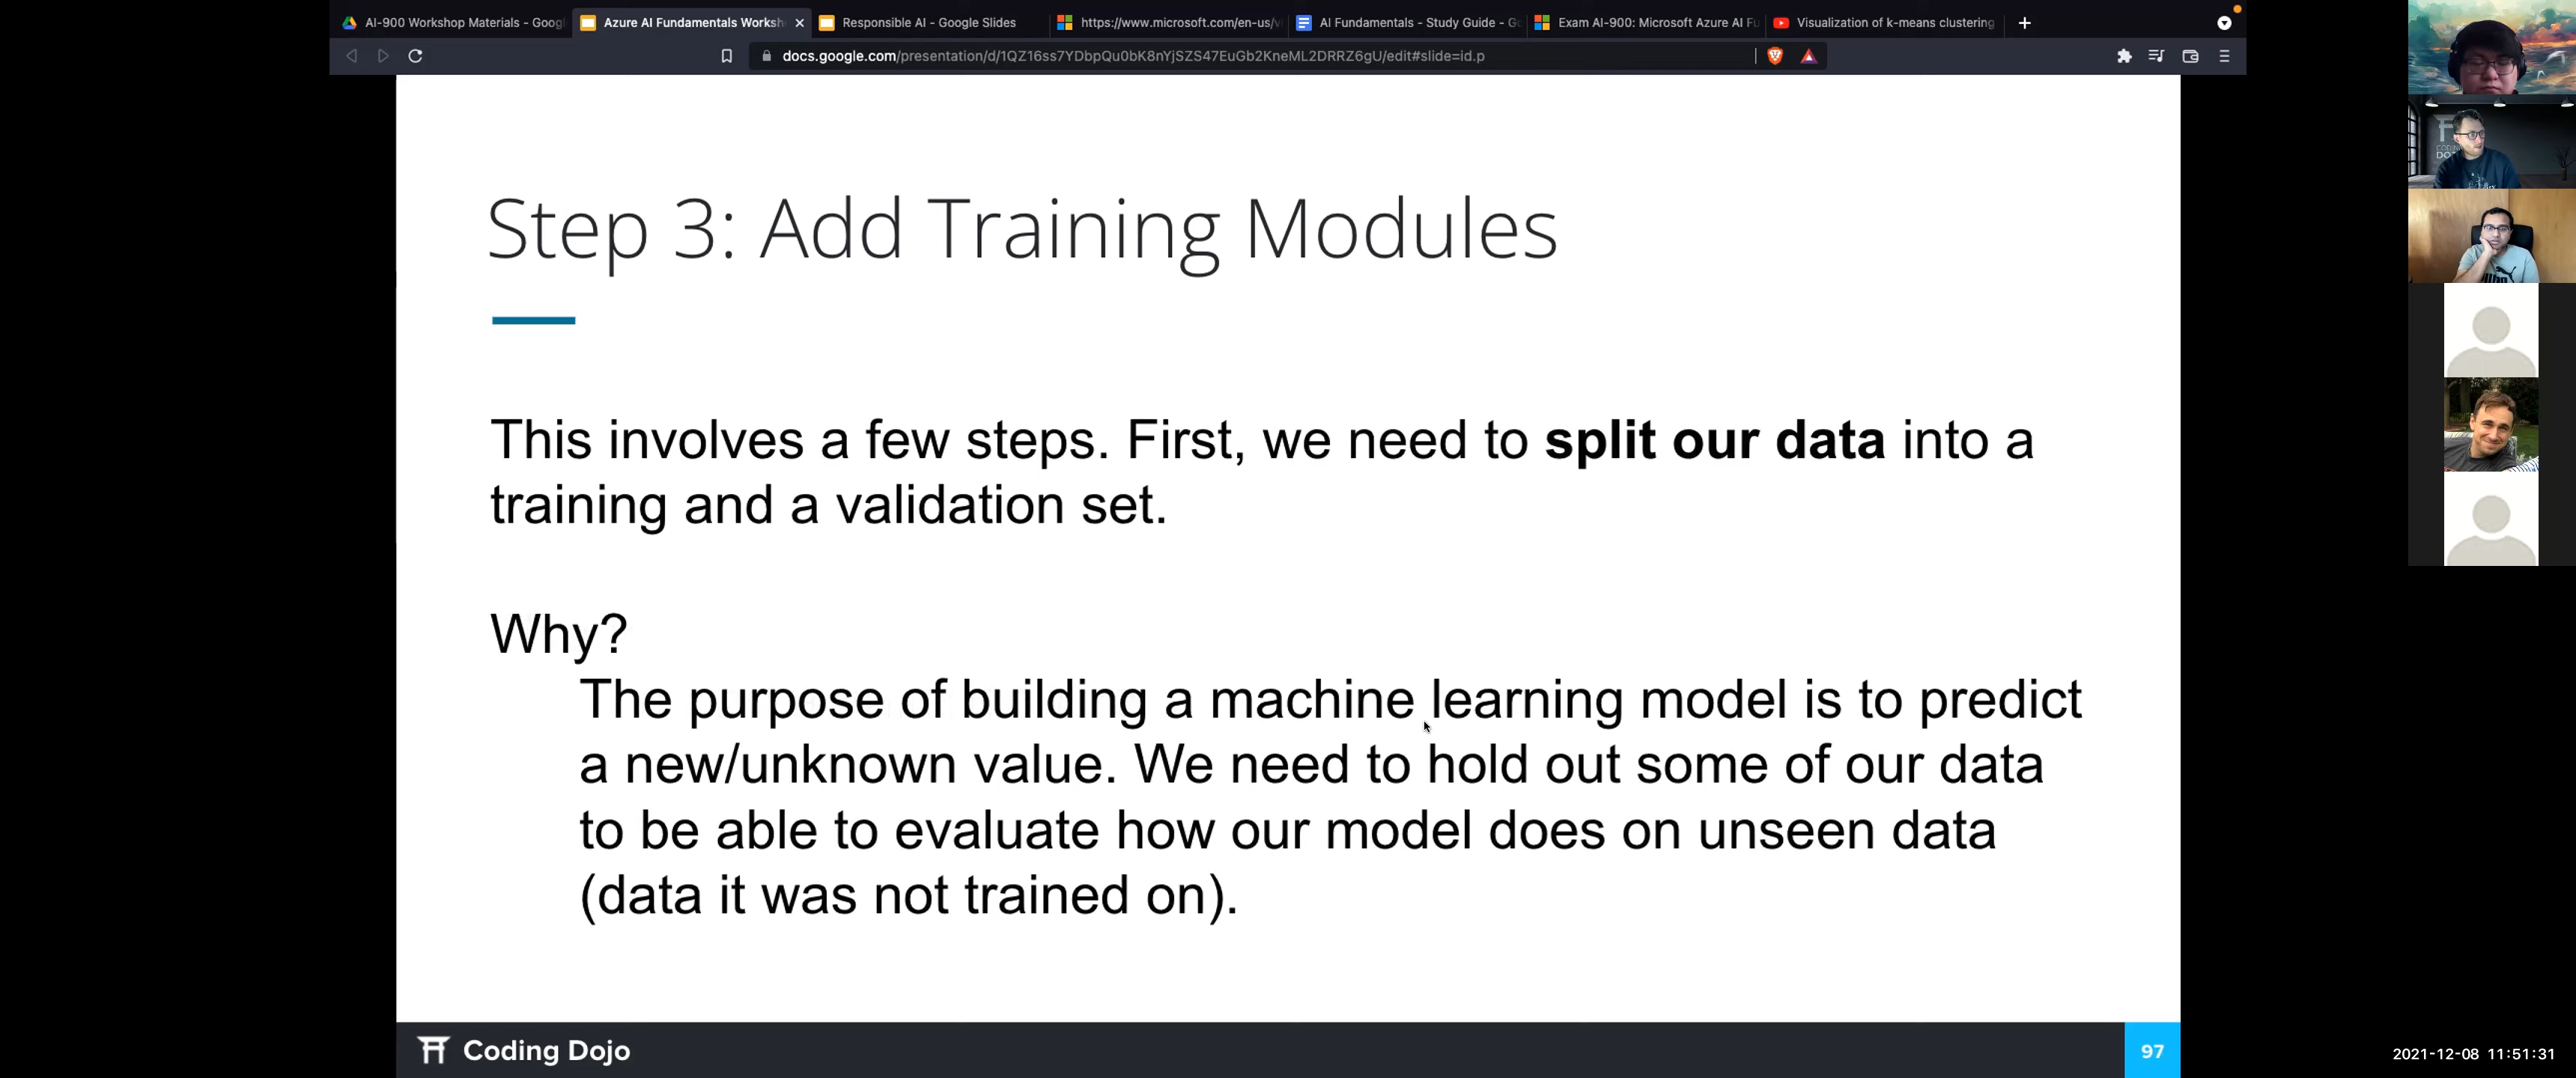 AI-900 Workshop Materials - Googl
Azure AI Fundamentals Worksh
Responsible AI - Google Slides
https://www.microsoft.com/en-us/vi
AI Fundamentals - Study Guide - Go
Exam AI-900: Microsoft Azure AI Fu
Visualization of k-means clustering
docs.google.com/presentation/d/1QZ16ss7YDbpQu0bK8nYjSZS47EuGb2KneML2DRRZ6gU/edit#slide=id.p
Step 3: Add Training Modules
This involves a few steps. First, we need to split our data into a
training and a validation set.
Why?
The purpose of building a machine learning model is to predict
a new/unknown value. We need to hold out some of our data
to be able to evaluate how our model does on unseen data
(data it was not trained on).
Coding Dojo
97
2021-12-08 11:51:31